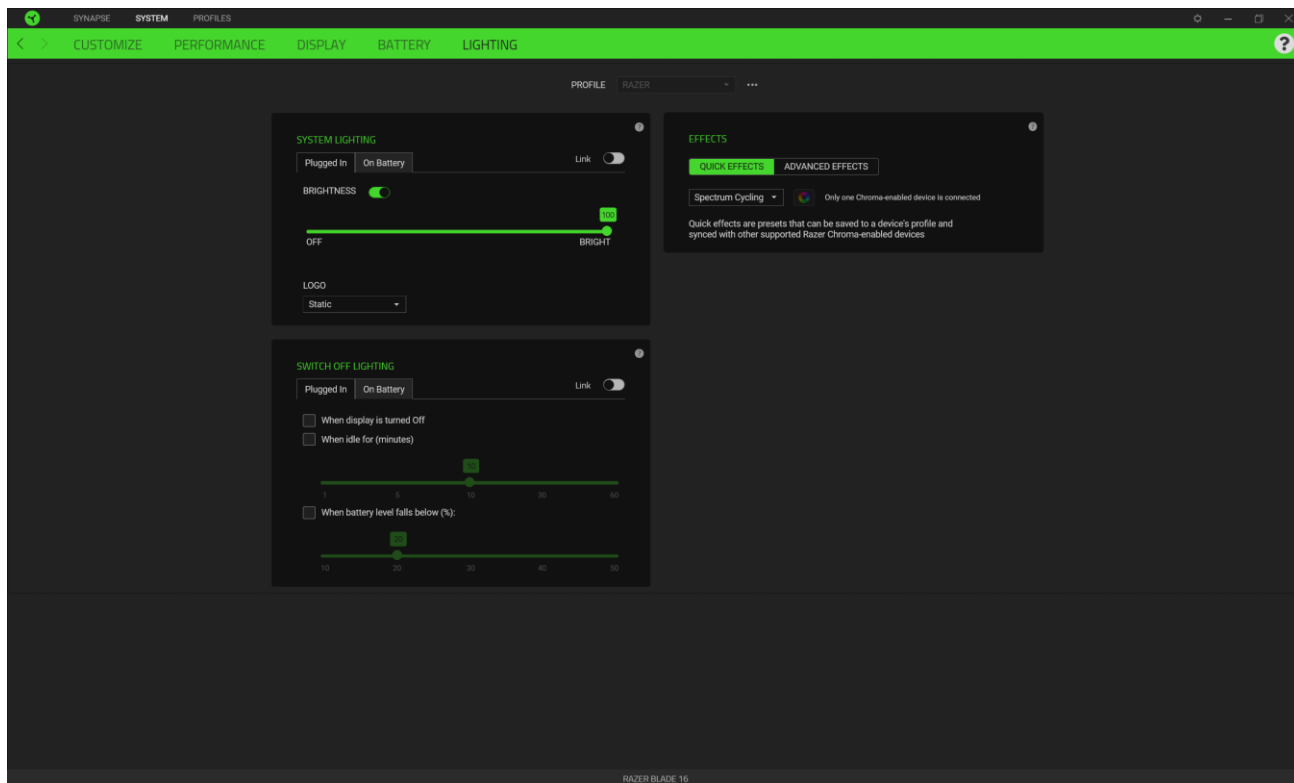 SYNAPSE SYSTEM PROFILES
CUSTOMIZE PERFORMANCE DISPLAY BATTERY LIGHTING
?
PROFILE RAZER
SYSTEM LIGHTING
Plugged In On Battery Link
BRIGHTNESS
100
OFF BRIGHT
LOGO
Static
EFFECTS
QUICK EFFECTS ADVANCED EFFECTS
Spectrum Cycling Only one Chroma-enabled device is connected
Quick effects are presets that can be saved to a device's profile and
synced with other supported Razer Chroma-enabled devices
SWITCH OFF LIGHTING
Plugged In On Battery Link
When display is turned Off
When idle for (minutes)
10
1 5 10 30 60
When battery level falls below (%):
20
10 20 30 40 50
RAZER BLADE 16